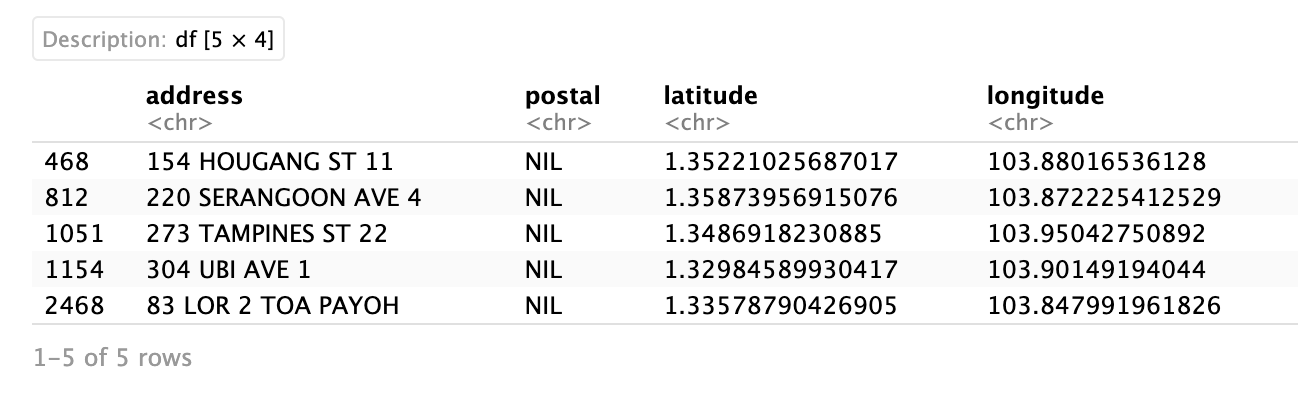 Description: df [5 × 4]
address postal latitude longitude
<chr> <chr> <chr> <chr>
468 154 HOUGANG ST 11 NIL 1.35221025687017 103.88016536128
812 220 SERANGOON AVE 4 NIL 1.35873956915076 103.872225412529
1051 273 TAMPINES ST 22 NIL 1.3486918230885 103.95042750892
1154 304 UBI AVE 1 NIL 1.32984589930417 103.90149194044
2468 83 LOR 2 TOA PAYOH NIL 1.33578790426905 103.847991961826
1-5 of 5 rows